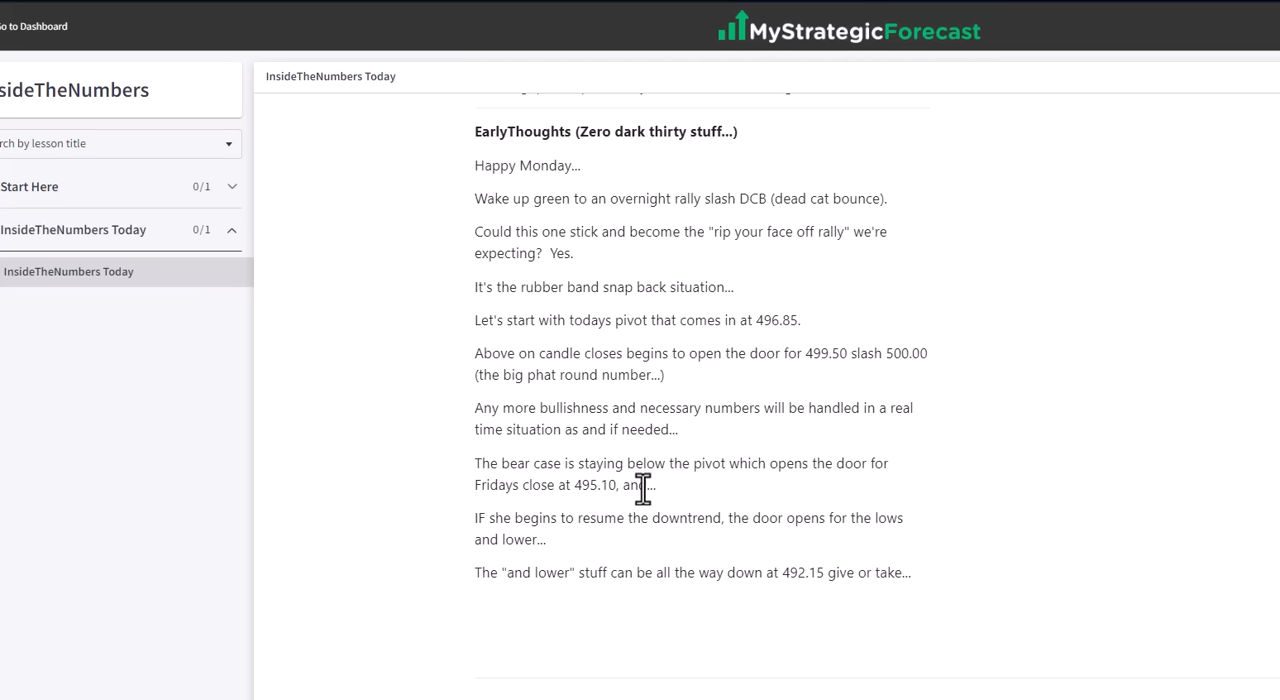 o to Dashboard
MyStrategicForecast
sideTheNumbers
InsideTheNumbers Today
rch by lesson title
Start Here 0/1
InsideTheNumbers Today 0/1
InsideTheNumbers Today
EarlyThoughts (Zero dark thirty stuff...)
Happy Monday...
Wake up green to an overnight rally slash DCB (dead cat bounce).
Could this one stick and become the "rip your face off rally" we're
expecting?  Yes.
It's the rubber band snap back situation...
Let's start with todays pivot that comes in at 496.85.
Above on candle closes begins to open the door for 499.50 slash 500.00
(the big phat round number...)
Any more bullishness and necessary numbers will be handled in a real
time situation as and if needed...
The bear case is staying below the pivot which opens the door for
Fridays close at 495.10, and...
IF she begins to resume the downtrend, the door opens for the lows
and lower...
The "and lower" stuff can be all the way down at 492.15 give or take...